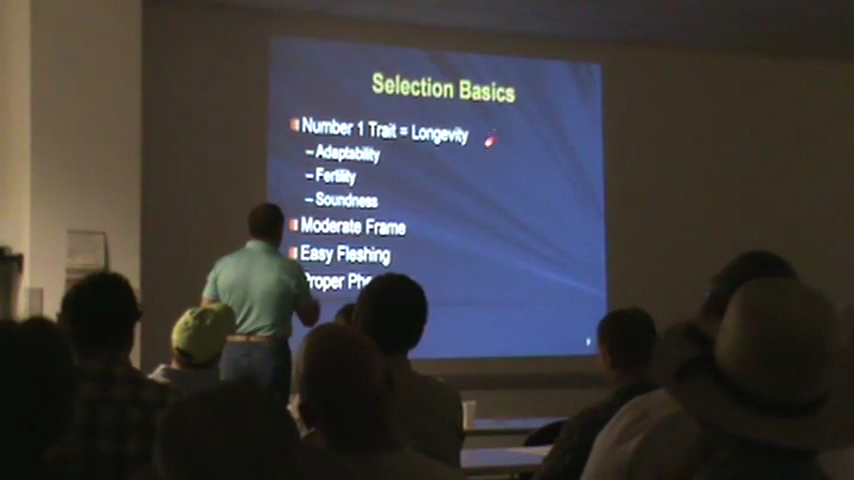 Selection Basics
Number 1 Trait = Longevity
– Adaptability
– Fertility
– Soundness
Moderate Frame
Easy Fleshing
Proper